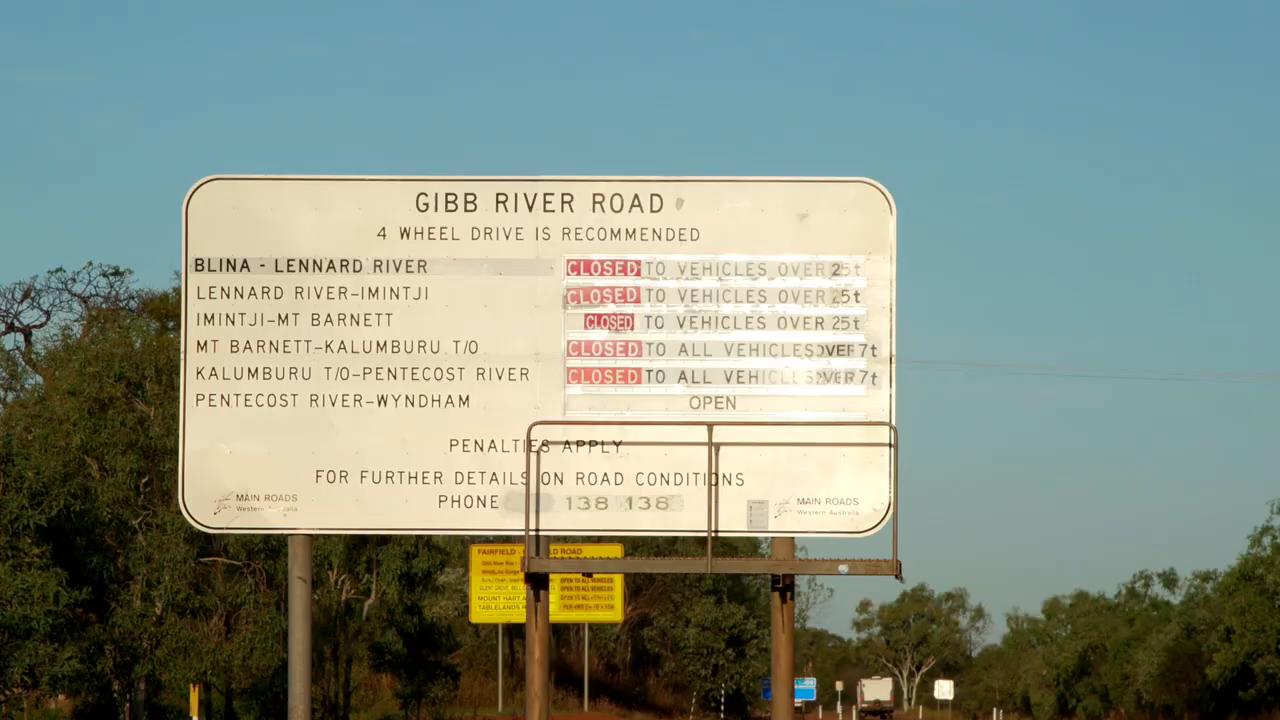 GIBB RIVER ROAD
4 WHEEL DRIVE IS RECOMMENDED
BLINA - LENNARD RIVER CLOSED TO VEHICLES OVER 25t
LENNARD RIVER-IMINTJI CLOSED TO VEHICLES OVER 25t
IMINTJI-MT BARNETT CLOSED TO VEHICLES OVER 25t
MT BARNETT-KALUMBURU T/O CLOSED TO ALL VEHICLES OVER 7t
KALUMBURU T/O-PENTECOST RIVER CLOSED TO ALL VEHICLES OVER 7t
PENTECOST RIVER-WYNDHAM OPEN
PENALTIES APPLY
FOR FURTHER DETAILS ON ROAD CONDITIONS
PHONE 138 138
MAIN ROADS
Western Australia
MAIN ROADS
Western Australia
FAIRFIELD - ROAD
OPEN TO ALL VEHICLES
MOUNT HART
TABLELANDS